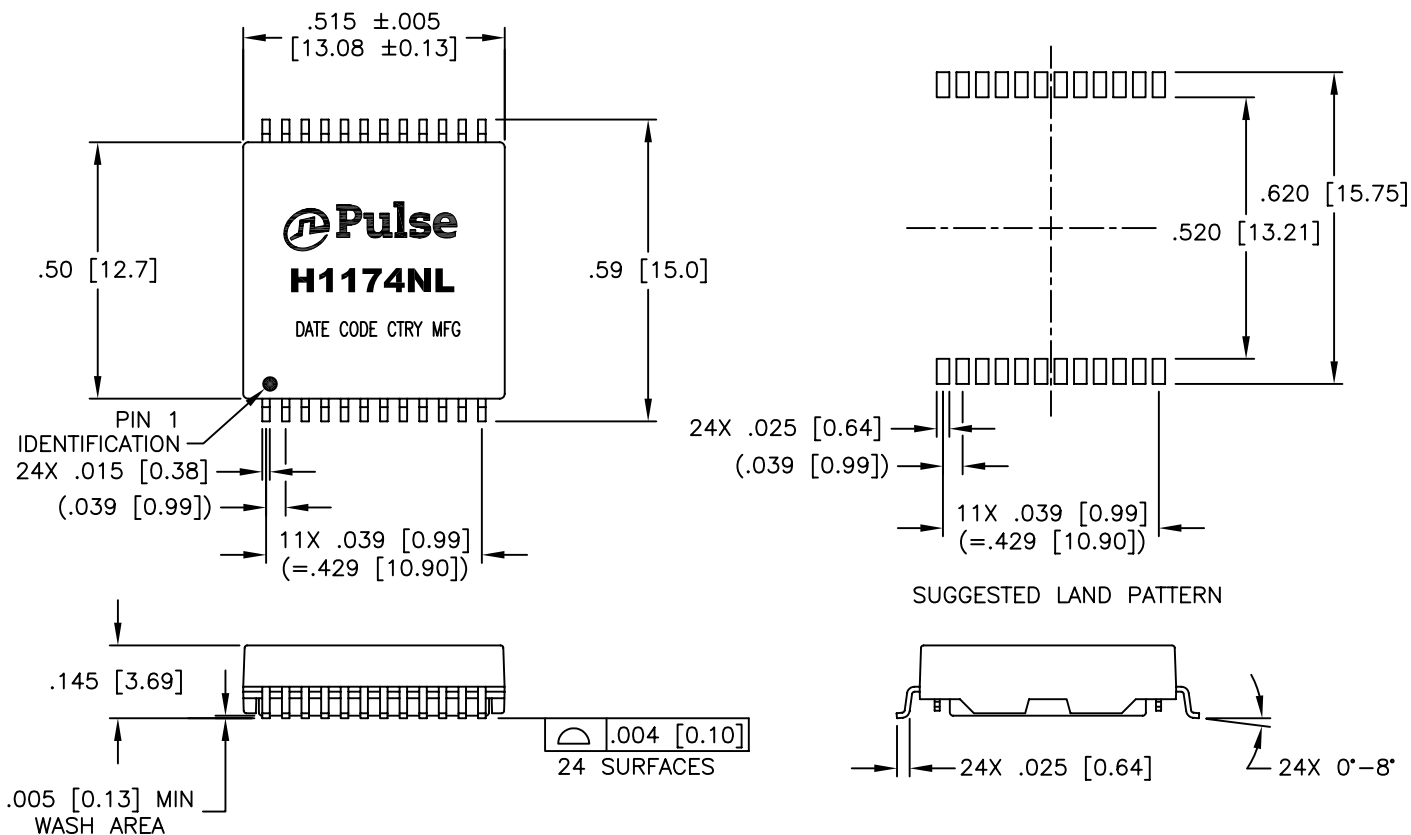 .515 ±.005
[13.08 ±0.13]
.50 [12.7]
Pulse
H1174NL
DATE CODE CTRY MFG
.59 [15.0]
PIN 1
IDENTIFICATION
24X .015 [0.38]
(.039 [0.99])
11X .039 [0.99]
(=.429 [10.90])
.620 [15.75]
.520 [13.21]
24X .025 [0.64]
(.039 [0.99])
11X .039 [0.99]
(=.429 [10.90])
SUGGESTED LAND PATTERN
.145 [3.69]
.004 [0.10]
24 SURFACES
.005 [0.13] MIN
WASH AREA
24X .025 [0.64]
24X 0°-8°